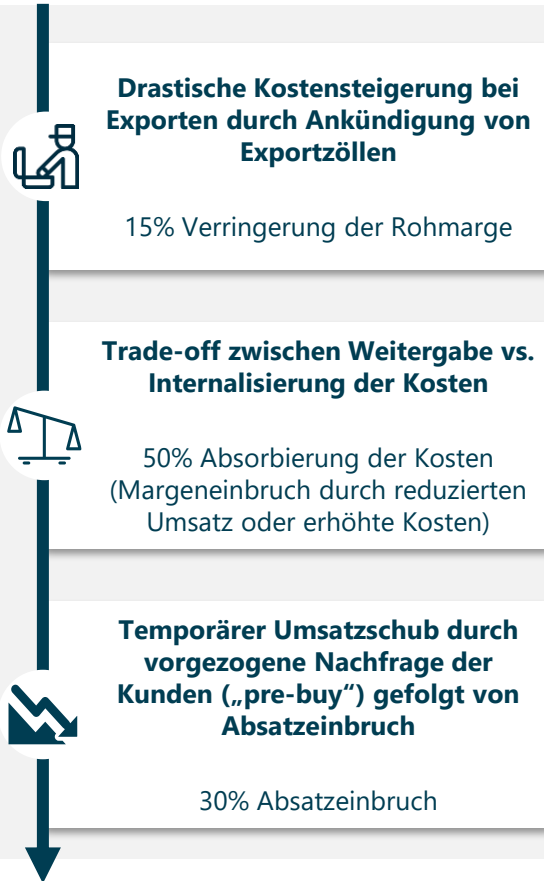 Drastische Kostensteigerung bei
Exporten durch Ankündigung von
Exportzöllen
15% Verringerung der Rohmarge
Trade-off zwischen Weitergabe vs.
Internalisierung der Kosten
50% Absorbierung der Kosten
(Margeneinbruch durch reduzierten
Umsatz oder erhöhte Kosten)
Temporärer Umsatzschub durch
vorgezogene Nachfrage der
Kunden („pre-buy“) gefolgt von
Absatzeinbruch
30% Absatzeinbruch